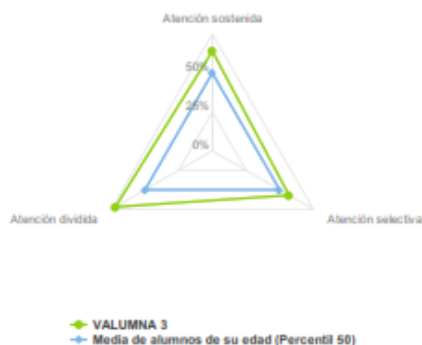 Atención sostenida
50%
25%
0%
Atención dividida
Atención selectiva
VALUMNA 3
Media de alumnos de su edad (Percentil 50)